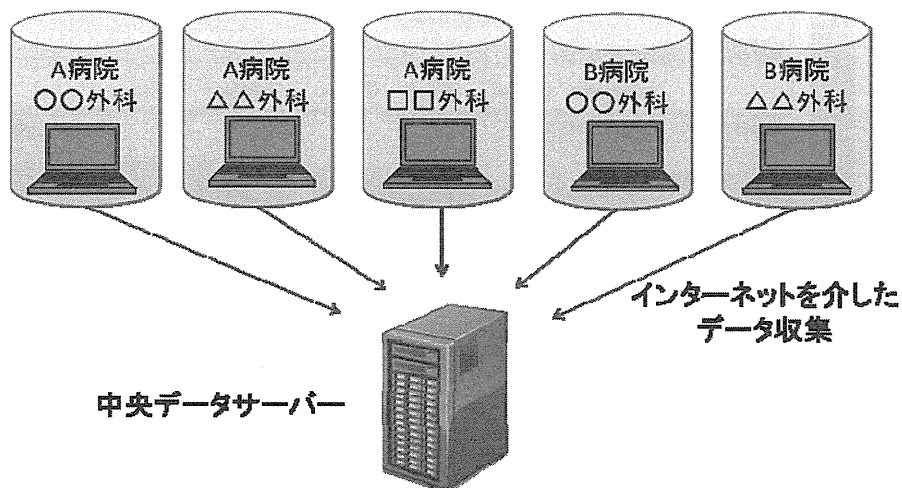 A病院
○○外科
A病院
△△外科
A病院
□□外科
B病院
○○外科
B病院
△△外科
インターネットを介した
データ収集
中央データサーバー